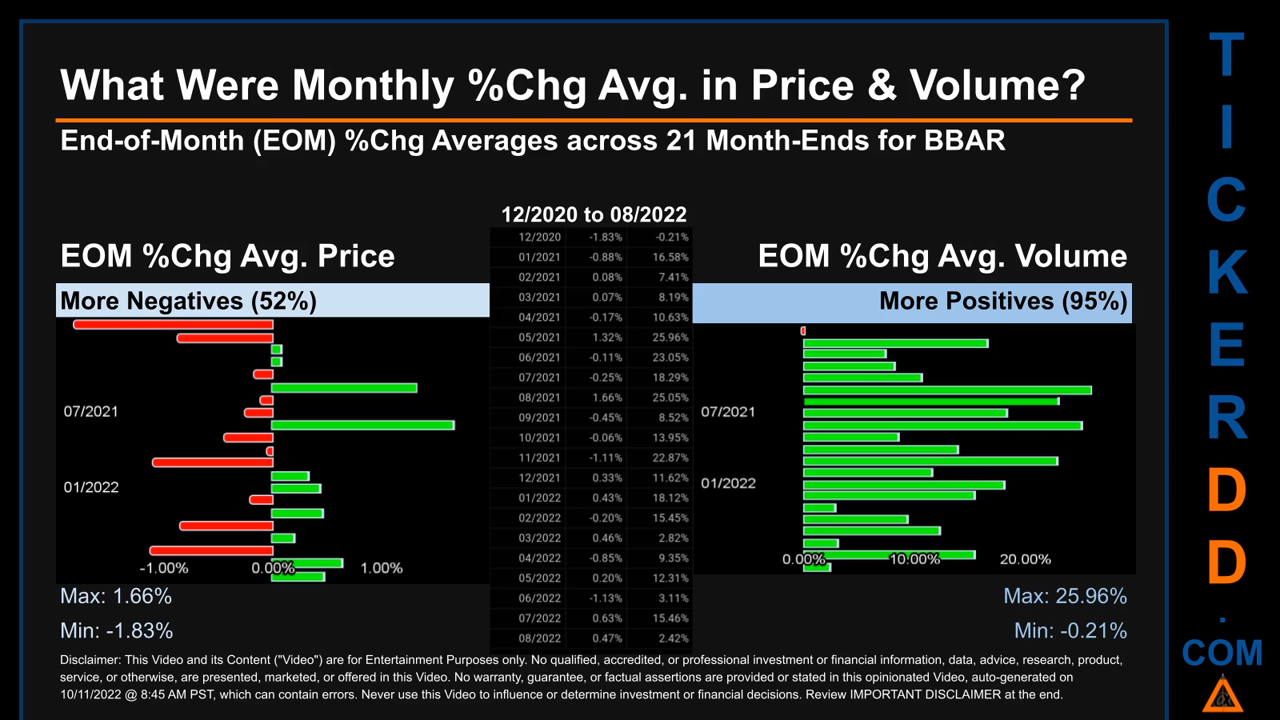 What Were Monthly %Chg Avg. in Price & Volume?
End-of-Month (EOM) %Chg Averages across 21 Month-Ends for BBAR
12/2020 to 08/2022
EOM %Chg Avg. Price
More Negatives (52%)
07/2021
01/2022
-1.00% 0.00% 1.00%
Max: 1.66%
Min: -1.83%
12/2020 -1.83% -0.21%
01/2021 -0.88% 16.58%
02/2021 0.08% 7.41%
03/2021 0.07% 8.19%
04/2021 -0.17% 10.63%
05/2021 1.32% 25.96%
06/2021 -0.11% 23.05%
07/2021 -0.25% 18.29%
08/2021 1.66% 25.05%
09/2021 -0.45% 8.52%
10/2021 -0.06% 13.95%
11/2021 -1.11% 22.87%
12/2021 0.33% 11.62%
01/2022 0.43% 18.12%
02/2022 -0.20% 15.45%
03/2022 0.46% 2.82%
04/2022 -0.85% 9.35%
05/2022 0.20% 12.31%
06/2022 -1.13% 3.11%
07/2022 0.63% 15.46%
08/2022 0.47% 2.42%
EOM %Chg Avg. Volume
More Positives (95%)
07/2021
01/2022
0.00% 10.00% 20.00%
Max: 25.96%
Min: -0.21%
Disclaimer: This Video and its Content ("Video") are for Entertainment Purposes only. No qualified, accredited, or professional investment or financial information, data, advice, research, product,
service, or otherwise, are presented, marketed, or offered in this Video. No warranty, guarantee, or factual assertions are provided or stated in this opinionated Video, auto-generated on
10/11/2022 @ 8:45 AM PST, which can contain errors. Never use this Video to influence or determine investment or financial decisions. Review IMPORTANT DISCLAIMER at the end.
T
I
C
K
E
R
D
D
.
COM